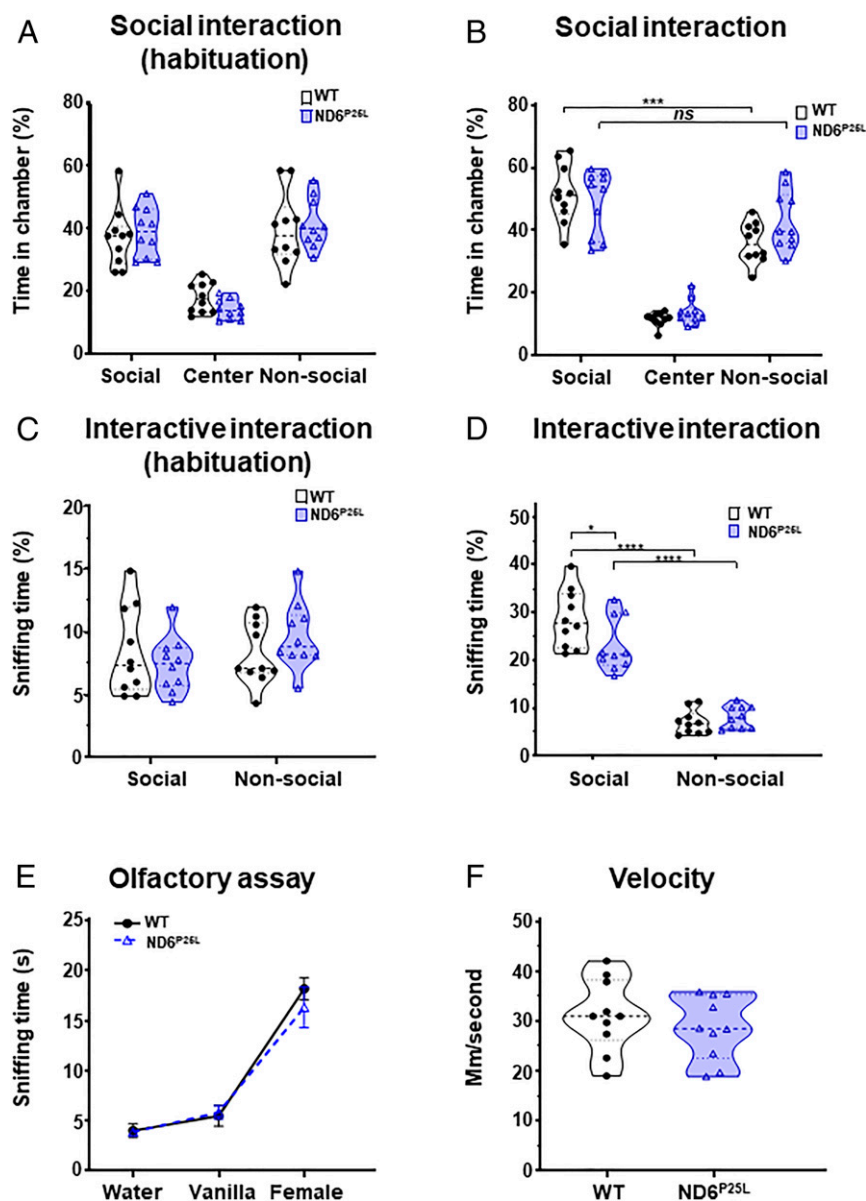 A
Social interaction
(habituation)
WT
ND6P25L
Time in chamber (%)
80
60
40
20
0
Social Center Non-social
B
Social interaction
WT
ND6P25L
***
ns
Time in chamber (%)
80
60
40
20
0
Social Center Non-social
C
Interactive interaction
(habituation)
WT
ND6P25L
Sniffing time (%)
20
15
10
5
0
Social Non-social
D
Interactive interaction
WT
ND6P25L
*
****
****
Sniffing time (%)
50
40
30
20
10
0
Social Non-social
E
Olfactory assay
WT
ND6P25L
Sniffing time (s)
25
20
15
10
5
0
Water Vanilla Female
F
Velocity
Mm/second
50
40
30
20
10
0
WT ND6P25L